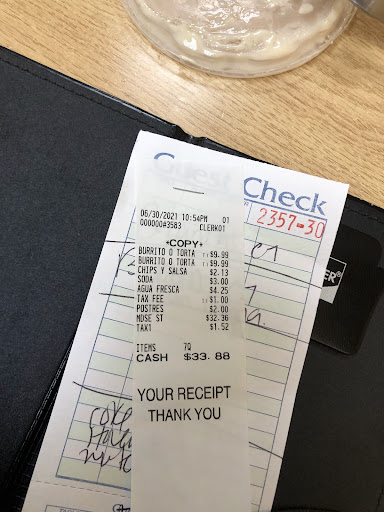 Guest Check
2357-30
06/30/2021 10:54PM 01
000000#3583 CLERK01
*COPY*
BURRITO O TORTA T1$9.99
BURRITO O TORTA T1$9.99
CHIPS Y SALSA $2.13
SODA $3.00
AGUA FRESCA $4.25
TAX FEE T1$1.00
POSTRES $2.00
MDSE ST $32.36
TAX1 $1.52
ITEMS 7Q
CASH $33.88
YOUR RECEIPT
THANK YOU
coke